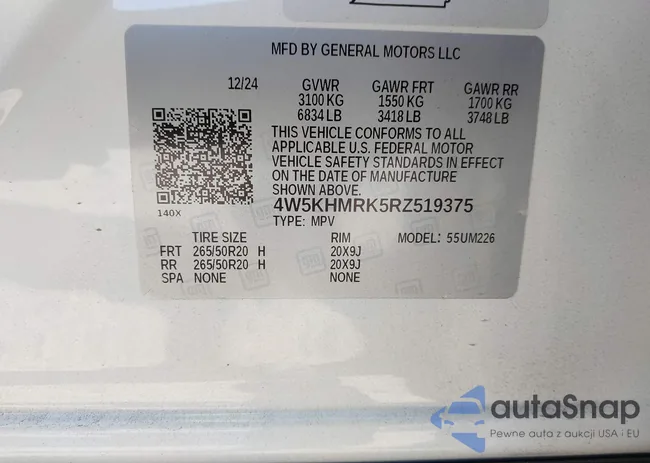 MFD BY GENERAL MOTORS LLC
12/24 GVWR GAWR FRT GAWR RR
3100 KG 1550 KG 1700 KG
6834 LB 3418 LB 3748 LB
THIS VEHICLE CONFORMS TO ALL
APPLICABLE U.S. FEDERAL MOTOR
VEHICLE SAFETY STANDARDS IN EFFECT
ON THE DATE OF MANUFACTURE
SHOWN ABOVE.
140X 4W5KHMRK5RZ519375
TYPE: MPV
TIRE SIZE RIM MODEL: 55UM226
FRT 265/50R20 H 20X9J
RR 265/50R20 H 20X9J
SPA NONE NONE
autaSnap
Pewne auta z aukcji USA i EU